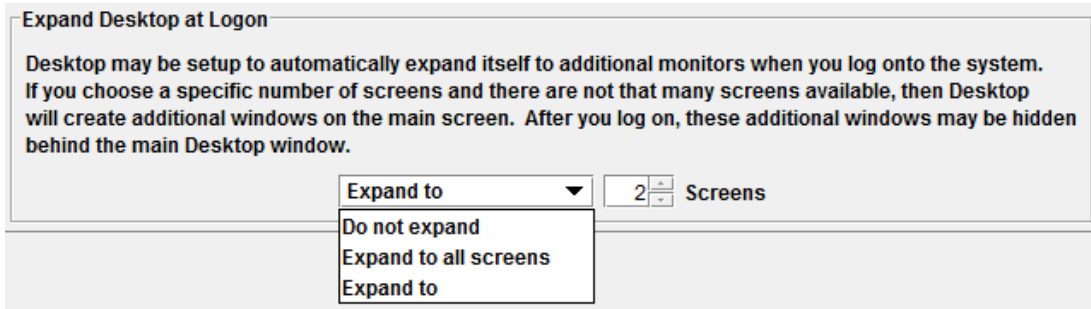 Expand Desktop at Logon
Desktop may be setup to automatically expand itself to additional monitors when you log onto the system.
If you choose a specific number of screens and there are not that many screens available, then Desktop
will create additional windows on the main screen.  After you log on, these additional windows may be hidden
behind the main Desktop window.
Expand to 2 Screens
Do not expand
Expand to all screens
Expand to